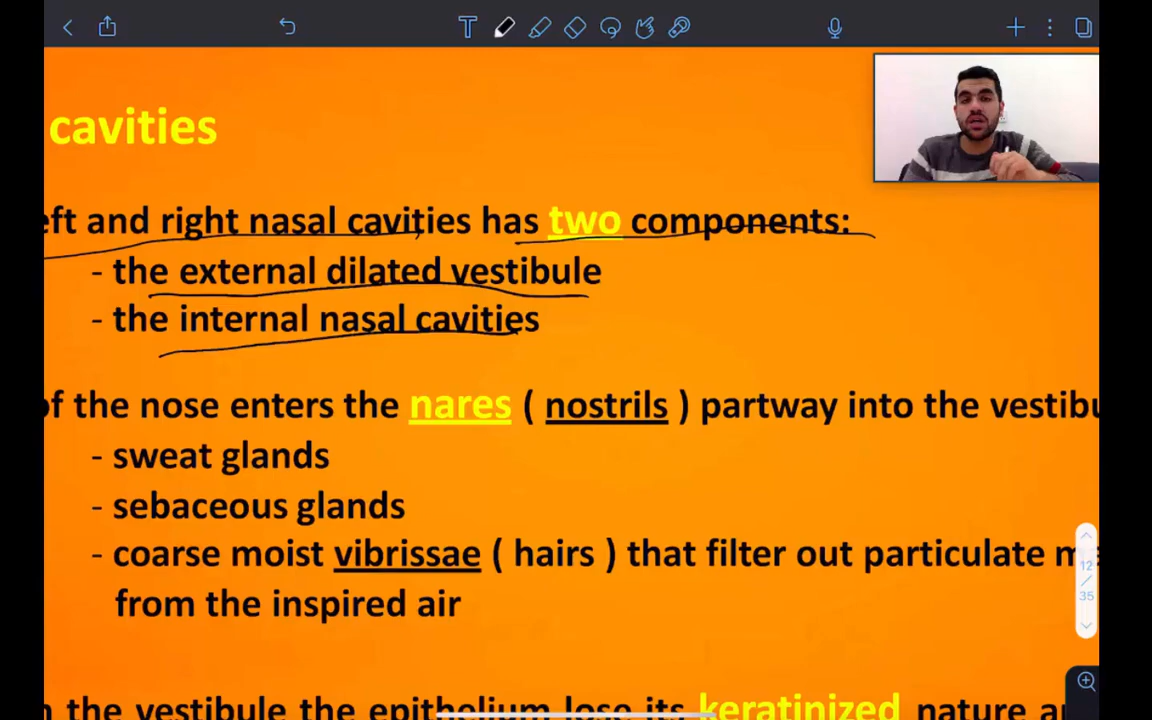 cavities
eft and right nasal cavities has two components:
- the external dilated vestibule
- the internal nasal cavities
of the nose enters the nares ( nostrils ) partway into the vestibu
- sweat glands
- sebaceous glands
- coarse moist vibrissae ( hairs ) that filter out particulate m
from the inspired air
the vestibule the epithelium lose its keratinized nature
12
35